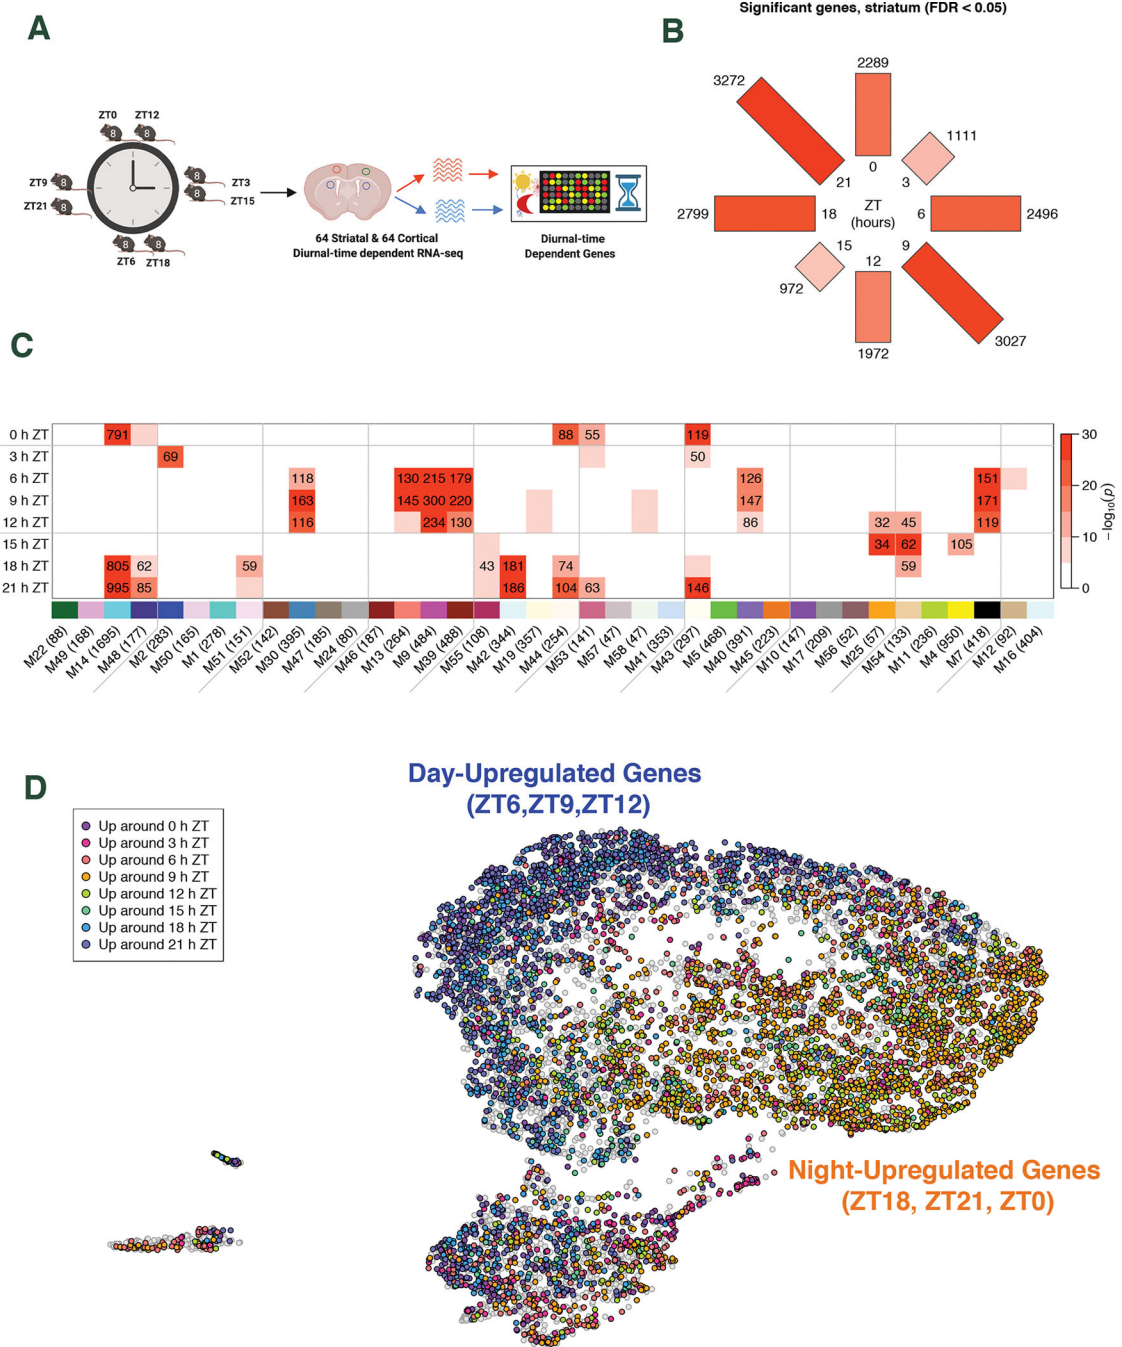 A
ZT0 ZT12
8 8
ZT9 8
ZT21 8
8 ZT3
8 ZT15
8 8
ZT6 ZT18
64 Striatal & 64 Cortical
Diurnal-time dependent RNA-seq
Diurnal-time
Dependent Genes
B
Significant genes, striatum (FDR < 0.05)
2289
3272
1111
0
21
3
2799
18
ZT
(hours)
6
2496
15
9
12
972
3027
1972
C
0 h ZT 791 88 55 119
3 h ZT 69 50
6 h ZT 118 130 215 179 126 151
9 h ZT 163 145 300 220 147 171
12 h ZT 116 234 130 86 32 45 119
15 h ZT 34 62 105
18 h ZT 805 62 59 43 181 74 59
21 h ZT 995 85 186 104 63 146
30
20
10
0
−log10(p)
M22 (88)
M49 (168)
M14 (1695)
M48 (177)
M2 (283)
M50 (165)
M1 (278)
M51 (151)
M52 (142)
M30 (395)
M47 (185)
M24 (80)
M46 (187)
M13 (264)
M9 (484)
M39 (488)
M55 (108)
M42 (344)
M19 (357)
M44 (254)
M53 (141)
M57 (47)
M58 (47)
M41 (353)
M43 (297)
M5 (468)
M40 (391)
M45 (223)
M10 (147)
M17 (209)
M56 (52)
M25 (57)
M54 (133)
M11 (236)
M4 (950)
M7 (418)
M12 (92)
M16 (404)
D
Day-Upregulated Genes
(ZT6,ZT9,ZT12)
Up around 0 h ZT
Up around 3 h ZT
Up around 6 h ZT
Up around 9 h ZT
Up around 12 h ZT
Up around 15 h ZT
Up around 18 h ZT
Up around 21 h ZT
Night-Upregulated Genes
(ZT18, ZT21, ZT0)